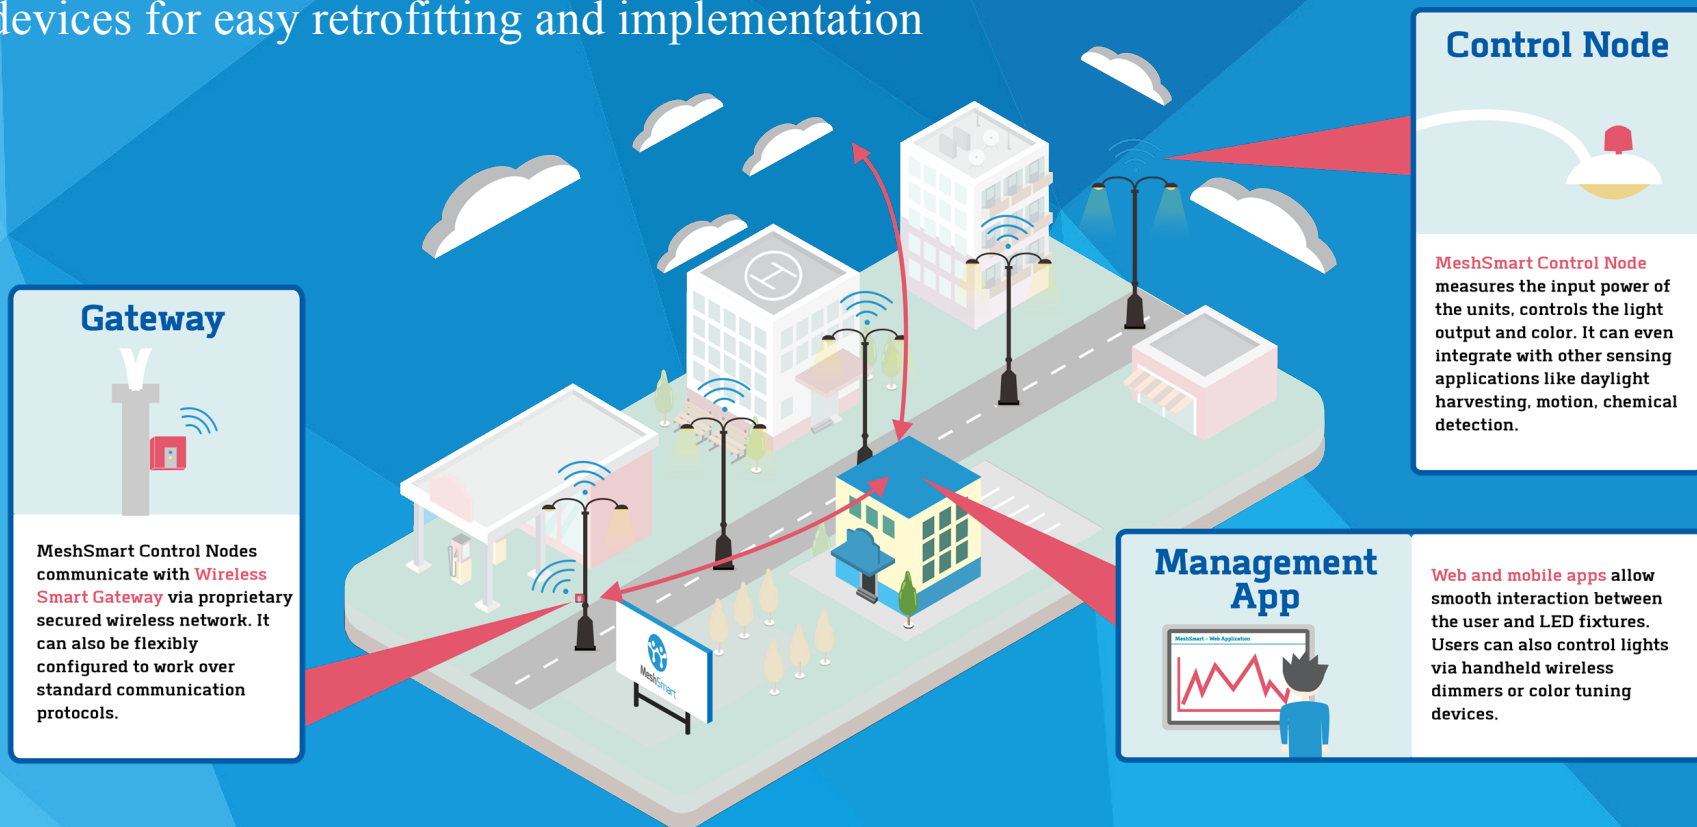 devices for easy retrofitting and implementation
Control Node
MeshSmart Control Node
measures the input power of
the units, controls the light
output and color. It can even
integrate with other sensing
applications like daylight
harvesting, motion, chemical
detection.
Gateway
MeshSmart Control Nodes
communicate with Wireless
Smart Gateway via proprietary
secured wireless network. It
can also be flexibly
configured to work over
standard communication
protocols.
MeshSmart
Management
App
MeshSmart - Web Application
Web and mobile apps allow
smooth interaction between
the user and LED fixtures.
Users can also control lights
via handheld wireless
dimmers or color tuning
devices.